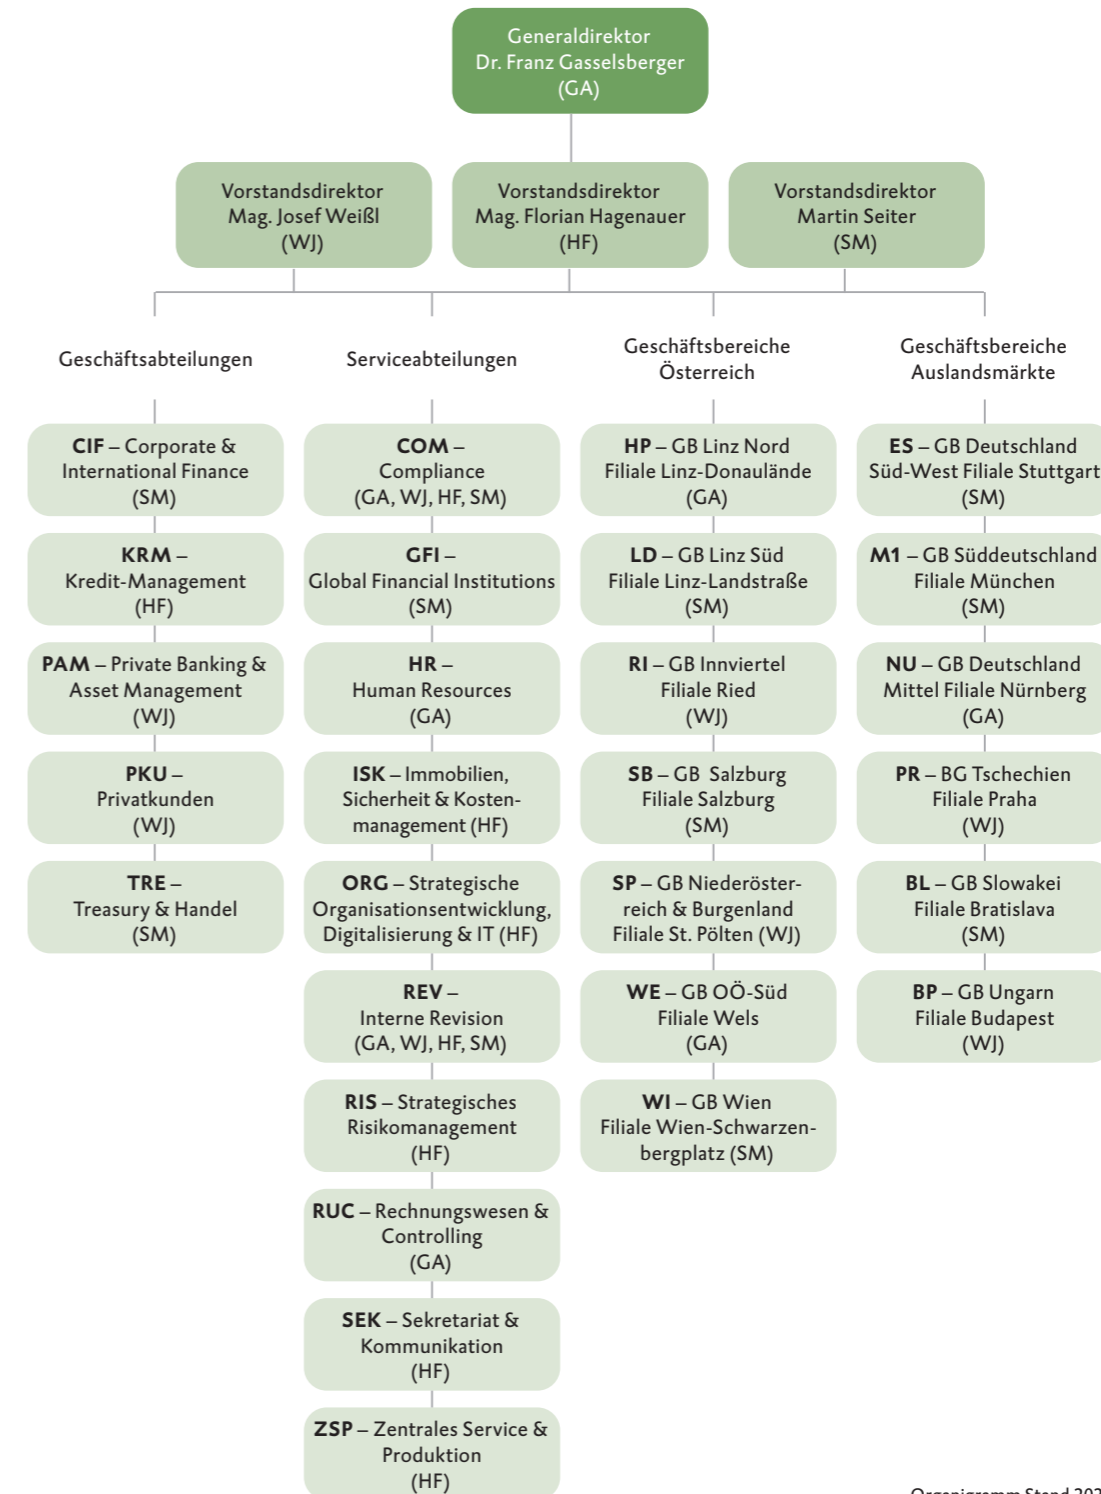 Generaldirektor
Dr. Franz Gasselsberger
(GA)
Vorstandsdirektor
Mag. Josef Weißl
(WJ)
Vorstandsdirektor
Mag. Florian Hagenauer
(HF)
Vorstandsdirektor
Martin Seiter
(SM)
Geschäftsabteilungen
CIF – Corporate &
International Finance
(SM)
KRM –
Kredit-Management
(HF)
PAM – Private Banking &
Asset Management
(WJ)
PKU –
Privatkunden
(WJ)
TRE –
Treasury & Handel
(SM)
Serviceabteilungen
COM –
Compliance
(GA, WJ, HF, SM)
GFI –
Global Financial Institutions
(SM)
HR –
Human Resources
(GA)
ISK – Immobilien,
Sicherheit & Kosten-
management (HF)
ORG – Strategische
Organisationsentwicklung,
Digitalisierung & IT (HF)
REV –
Interne Revision
(GA, WJ, HF, SM)
RIS – Strategisches
Risikomanagement
(HF)
RUC – Rechnungswesen &
Controlling
(GA)
SEK – Sekretariat &
Kommunikation
(HF)
ZSP – Zentrales Service &
Produktion
(HF)
Geschäftsbereiche
Österreich
HP – GB Linz Nord
Filiale Linz-Donaulände
(GA)
LD – GB Linz Süd
Filiale Linz-Landstraße
(SM)
RI – GB Innviertel
Filiale Ried
(WJ)
SB – GB Salzburg
Filiale Salzburg
(SM)
SP – GB Niederöster-
reich & Burgenland
Filiale St. Pölten (WJ)
WE – GB OÖ-Süd
Filiale Wels
(GA)
WI – GB Wien
Filiale Wien-Schwarzen-
bergplatz (SM)
Geschäftsbereiche
Auslandsmärkte
ES – GB Deutschland
Süd-West Filiale Stuttgart
(SM)
M1 – GB Süddeutschland
Filiale München
(SM)
NU – GB Deutschland
Mittel Filiale Nürnberg
(GA)
PR – BG Tschechien
Filiale Praha
(WJ)
BL – GB Slowakei
Filiale Bratislava
(SM)
BP – GB Ungarn
Filiale Budapest
(WJ)
Organigramm Stand